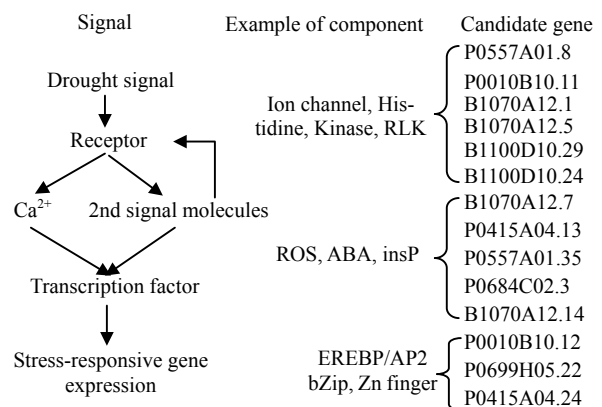 Signal
Example of component
Candidate gene
Drought signal
Receptor
Ca2+
2nd signal molecules
Transcription factor
Stress-responsive gene
expression
Ion channel, His-
tidine, Kinase, RLK
ROS, ABA, insP
EREBP/AP2
bZip, Zn finger
P0557A01.8
P0010B10.11
B1070A12.1
B1070A12.5
B1100D10.29
B1100D10.24
B1070A12.7
P0415A04.13
P0557A01.35
P0684C02.3
B1070A12.14
P0010B10.12
P0699H05.22
P0415A04.24